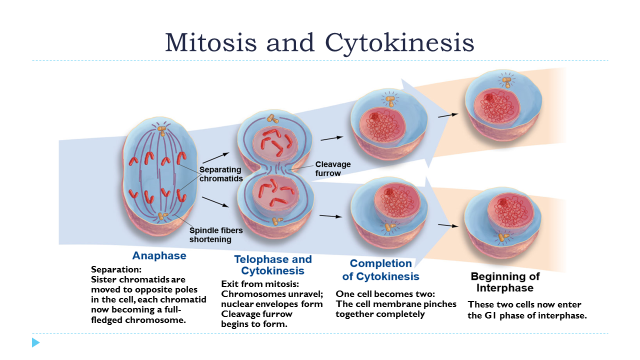 Mitosis and Cytokinesis
Separating
chromatids
Cleavage
furrow
Spindle fibers
shortening
Anaphase
Separation:
Sister chromatids are
moved to opposite poles
in the cell, each chromatid
now becoming a full-
fledged chromosome.
Telophase and
Cytokinesis
Exit from mitosis:
Chromosomes unravel;
nuclear envelopes form
Cleavage furrow
begins to form.
Completion
of Cytokinesis
One cell becomes two:
The cell membrane pinches
together completely
Beginning of
Interphase
These two cells now enter
the G1 phase of interphase.